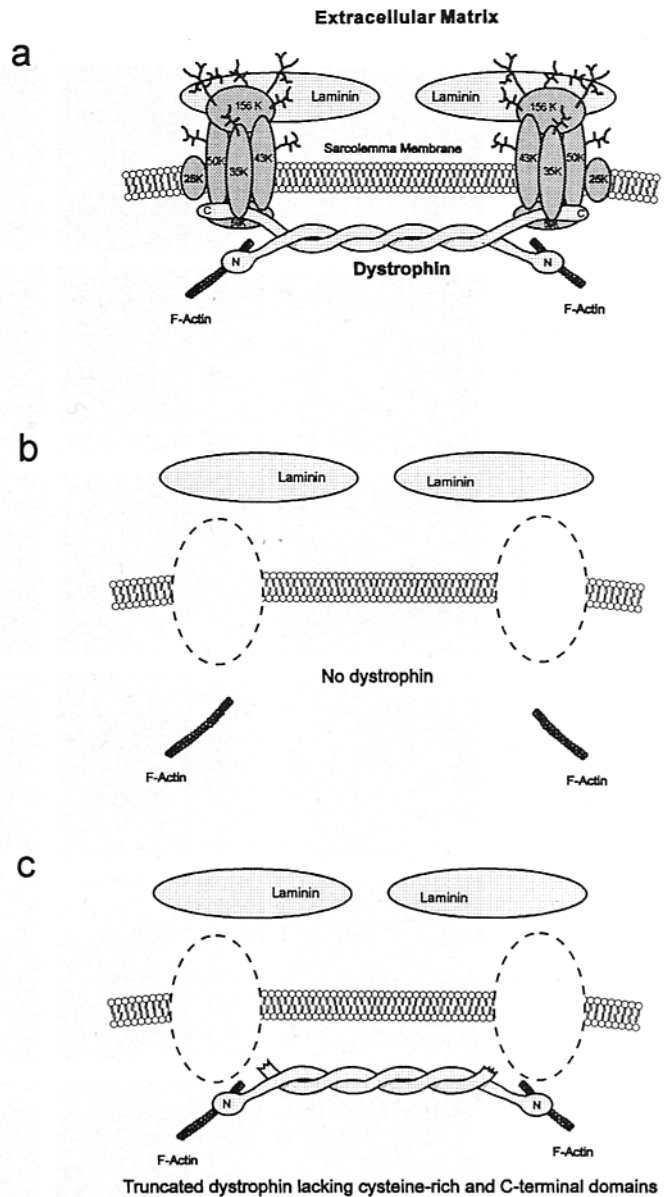 Extracellular Matrix
a
Laminin Laminin
156 K 156 K
Sarcolemma Membrane
50K 43K 43K 50K
35K 35K
25K 25K
C C
Dystrophin
N N
F-Actin F-Actin
b
Laminin Laminin
No dystrophin
F-Actin F-Actin
c
Laminin Laminin
N N
F-Actin F-Actin
Truncated dystrophin lacking cysteine-rich and C-terminal domains